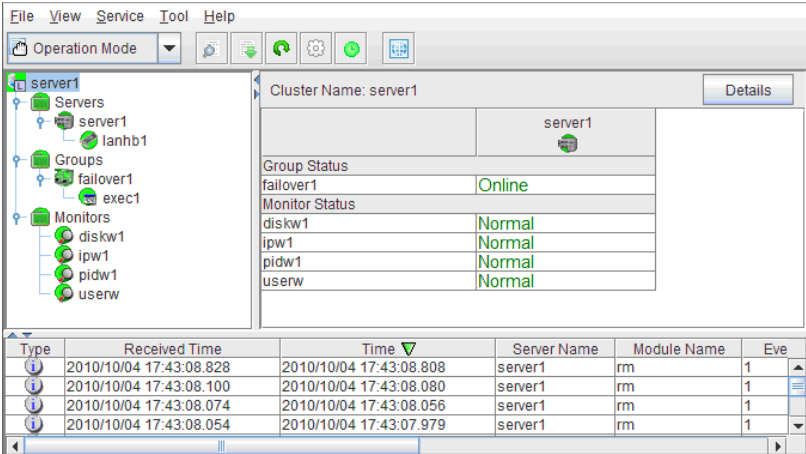 File View Service Tool Help
Operation Mode
server1
Servers
server1
lanhb1
Groups
failover1
exec1
Monitors
diskw1
ipw1
pidw1
userw
Cluster Name: server1 Details
server1
Group Status
failover1 Online
Monitor Status
diskw1 Normal
ipw1 Normal
pidw1 Normal
userw Normal
Type Received Time Time Server Name Module Name Eve
2010/10/04 17:43:08.828 2010/10/04 17:43:08.808 server1 rm 1
2010/10/04 17:43:08.100 2010/10/04 17:43:08.080 server1 rm 1
2010/10/04 17:43:08.074 2010/10/04 17:43:08.056 server1 rm 1
2010/10/04 17:43:08.054 2010/10/04 17:43:07.979 server1 rm 1